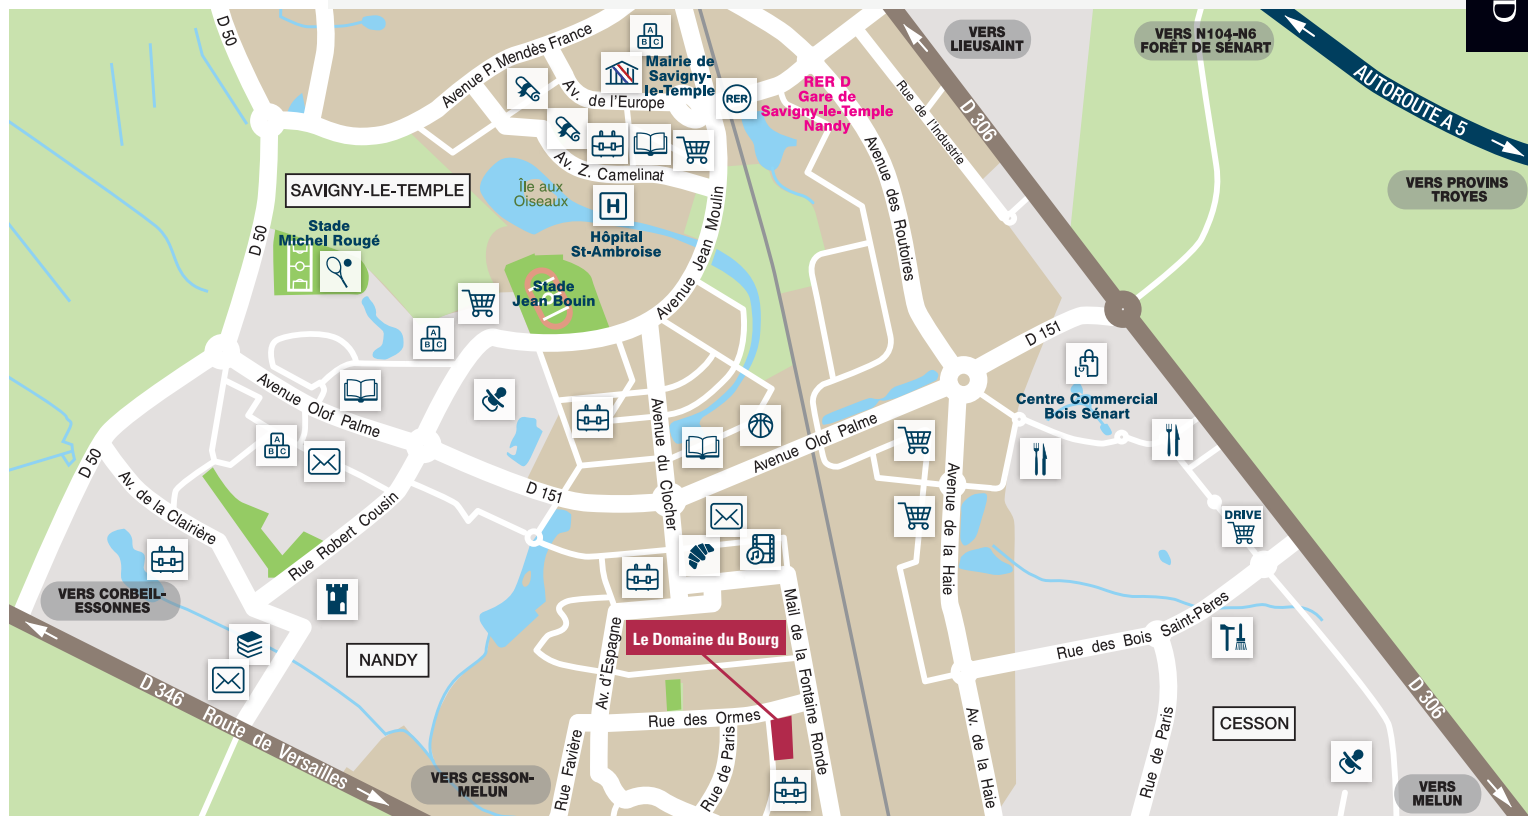 D
D 50
Avenue P. Mendès France
A
B C
Mairie de
Savigny-
le-Temple
Av. de l'Europe
RER
RER D
Gare de
Savigny-le-Temple
Nandy
VERS
LIEUSAINT
VERS N104-N6
FORÊT DE SÉNART
AUTOROUTE A 5
VERS PROVINS
TROYES
D 306
Rue de l'Industrie
Avenue des Routoires
Av. Z. Camelinat
SAVIGNY-LE-TEMPLE
Île aux
Oiseaux
H
Hôpital
St-Ambroise
Avenue Jean Moulin
Stade
Michel Rougé
D 50
Stade
Jean Bouin
A
B C
D 151
Centre Commercial
Bois Sénart
Avenue Olof Palme
Avenue du Clocher
Avenue Olof Palme
A
B C
D 50
Av. de la Clairière
D 151
Rue Robert Cousin
Avenue de la Haie
DRIVE
VERS CORBEIL-
ESSONNES
Mail de la Fontaine Ronde
Rue des Bois Saint-Pères
Le Domaine du Bourg
NANDY
Av. d'Espagne
D 346 Route de Versailles
Rue des Ormes
Rue de Paris
Rue Favière
Av. de la Haie
Rue de Paris
CESSON
D 306
VERS CESSON-
MELUN
VERS
MELUN